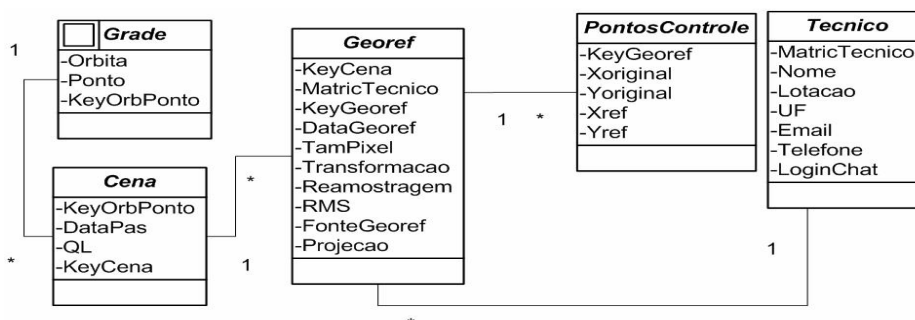 Grade
-Orbita
-Ponto
-KeyOrbPonto
1
*
Cena
-KeyOrbPonto
-DataPas
-QL
-KeyCena
*
1
Georef
-KeyCena
-MatricTecnico
-KeyGeoref
-DataGeoref
-TamPixel
-Transformacao
-Reamostragem
-RMS
-FonteGeoref
-Projecao
1
*
PontosControle
-KeyGeoref
-Xoriginal
-Yoriginal
-Xref
-Yref
Tecnico
-MatricTecnico
-Nome
-Lotacao
-UF
-Email
-Telefone
-LoginChat
1
*